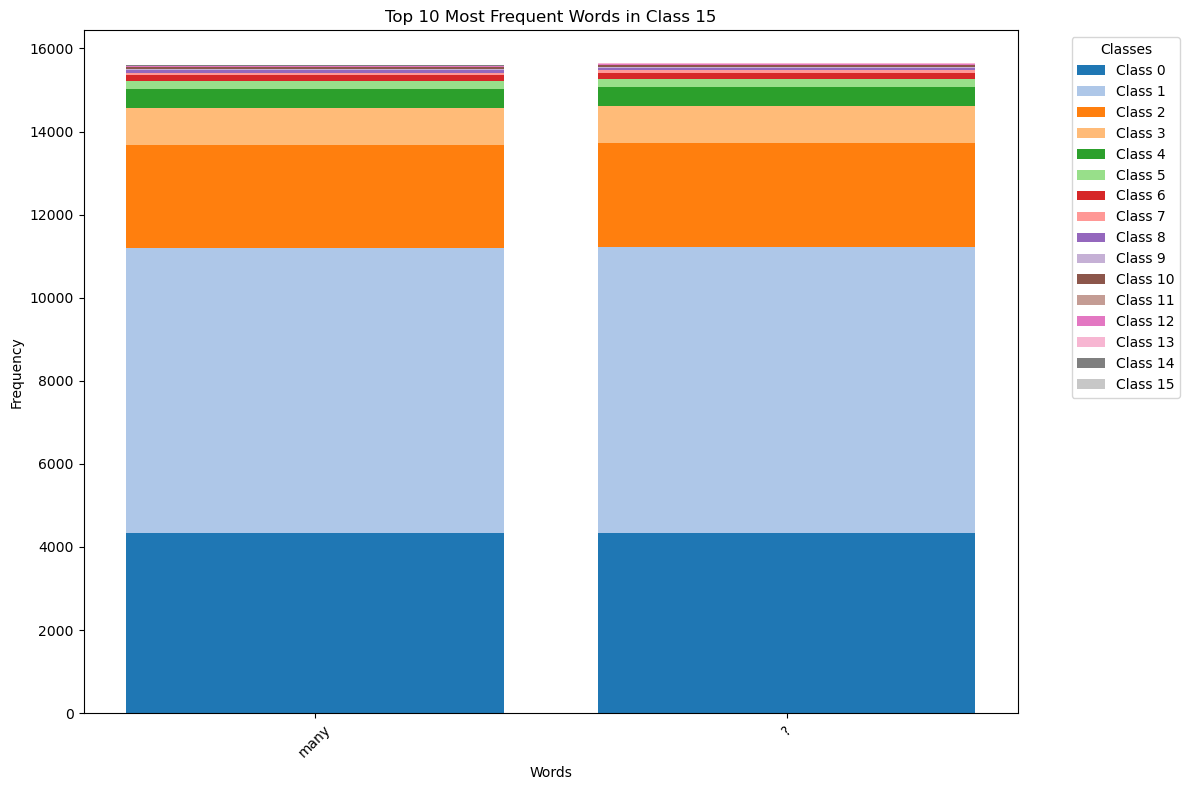 Top 10 Most Frequent Words in Class 15
16000
14000
12000
10000
8000
6000
4000
2000
0
Frequency
many
?
Words
Classes
Class 0
Class 1
Class 2
Class 3
Class 4
Class 5
Class 6
Class 7
Class 8
Class 9
Class 10
Class 11
Class 12
Class 13
Class 14
Class 15